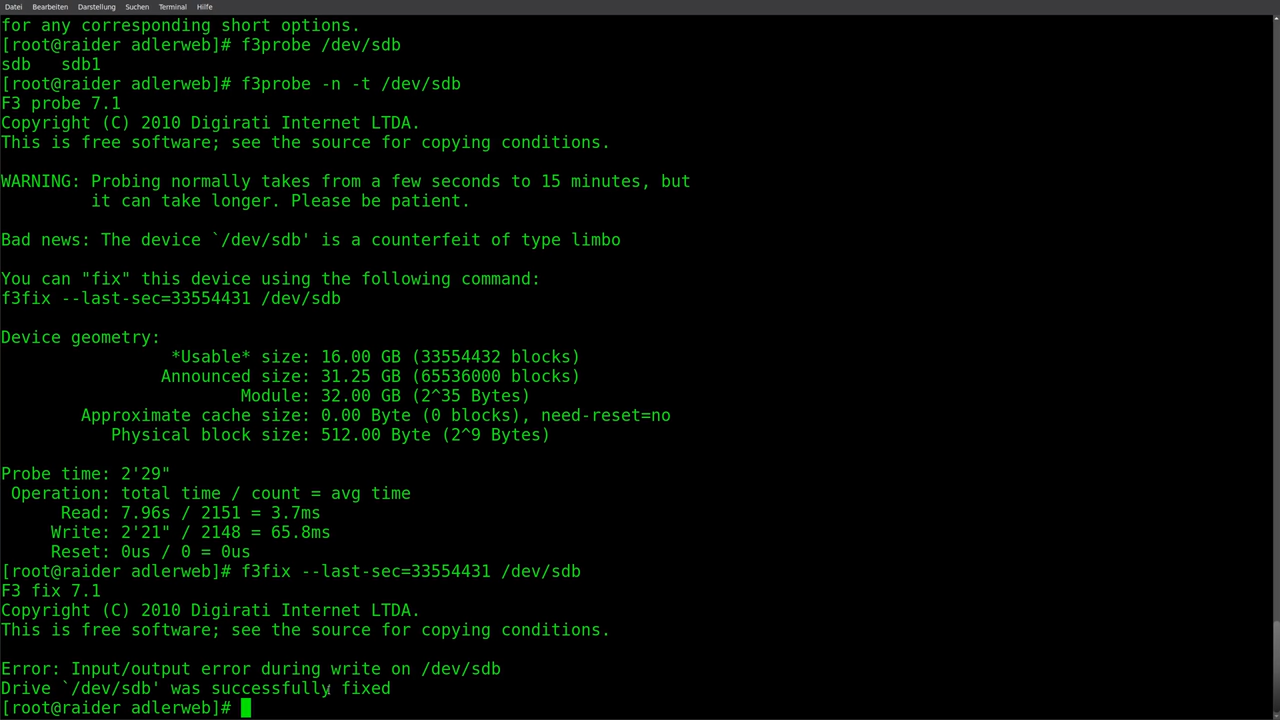 Datei Bearbeiten Darstellung Suchen Terminal Hilfe
for any corresponding short options.
[root@raider adlerweb]# f3probe /dev/sdb
sdb   sdb1
[root@raider adlerweb]# f3probe -n -t /dev/sdb
F3 probe 7.1
Copyright (C) 2010 Digirati Internet LTDA.
This is free software; see the source for copying conditions.

WARNING: Probing normally takes from a few seconds to 15 minutes, but
         it can take longer. Please be patient.

Bad news: The device `/dev/sdb' is a counterfeit of type limbo

You can "fix" this device using the following command:
f3fix --last-sec=33554431 /dev/sdb

Device geometry:
                 *Usable* size: 16.00 GB (33554432 blocks)
                Announced size: 31.25 GB (65536000 blocks)
                        Module: 32.00 GB (2^35 Bytes)
        Approximate cache size: 0.00 Byte (0 blocks), need-reset=no
           Physical block size: 512.00 Byte (2^9 Bytes)

Probe time: 2'29"
 Operation: total time / count = avg time
      Read: 7.96s / 2151 = 3.7ms
     Write: 2'21" / 2148 = 65.8ms
     Reset: 0us / 0 = 0us
[root@raider adlerweb]# f3fix --last-sec=33554431 /dev/sdb
F3 fix 7.1
Copyright (C) 2010 Digirati Internet LTDA.
This is free software; see the source for copying conditions.

Error: Input/output error during write on /dev/sdb
Drive `/dev/sdb' was successfully fixed
[root@raider adlerweb]#